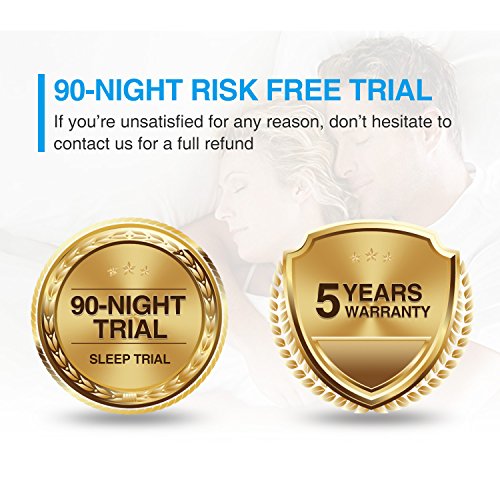 90-NIGHT RISK FREE TRIAL
If you’re unsatisfied for any reason, don’t hesitate to
contact us for a full refund
90-NIGHT
TRIAL
SLEEP TRIAL
5 YEARS
WARRANTY